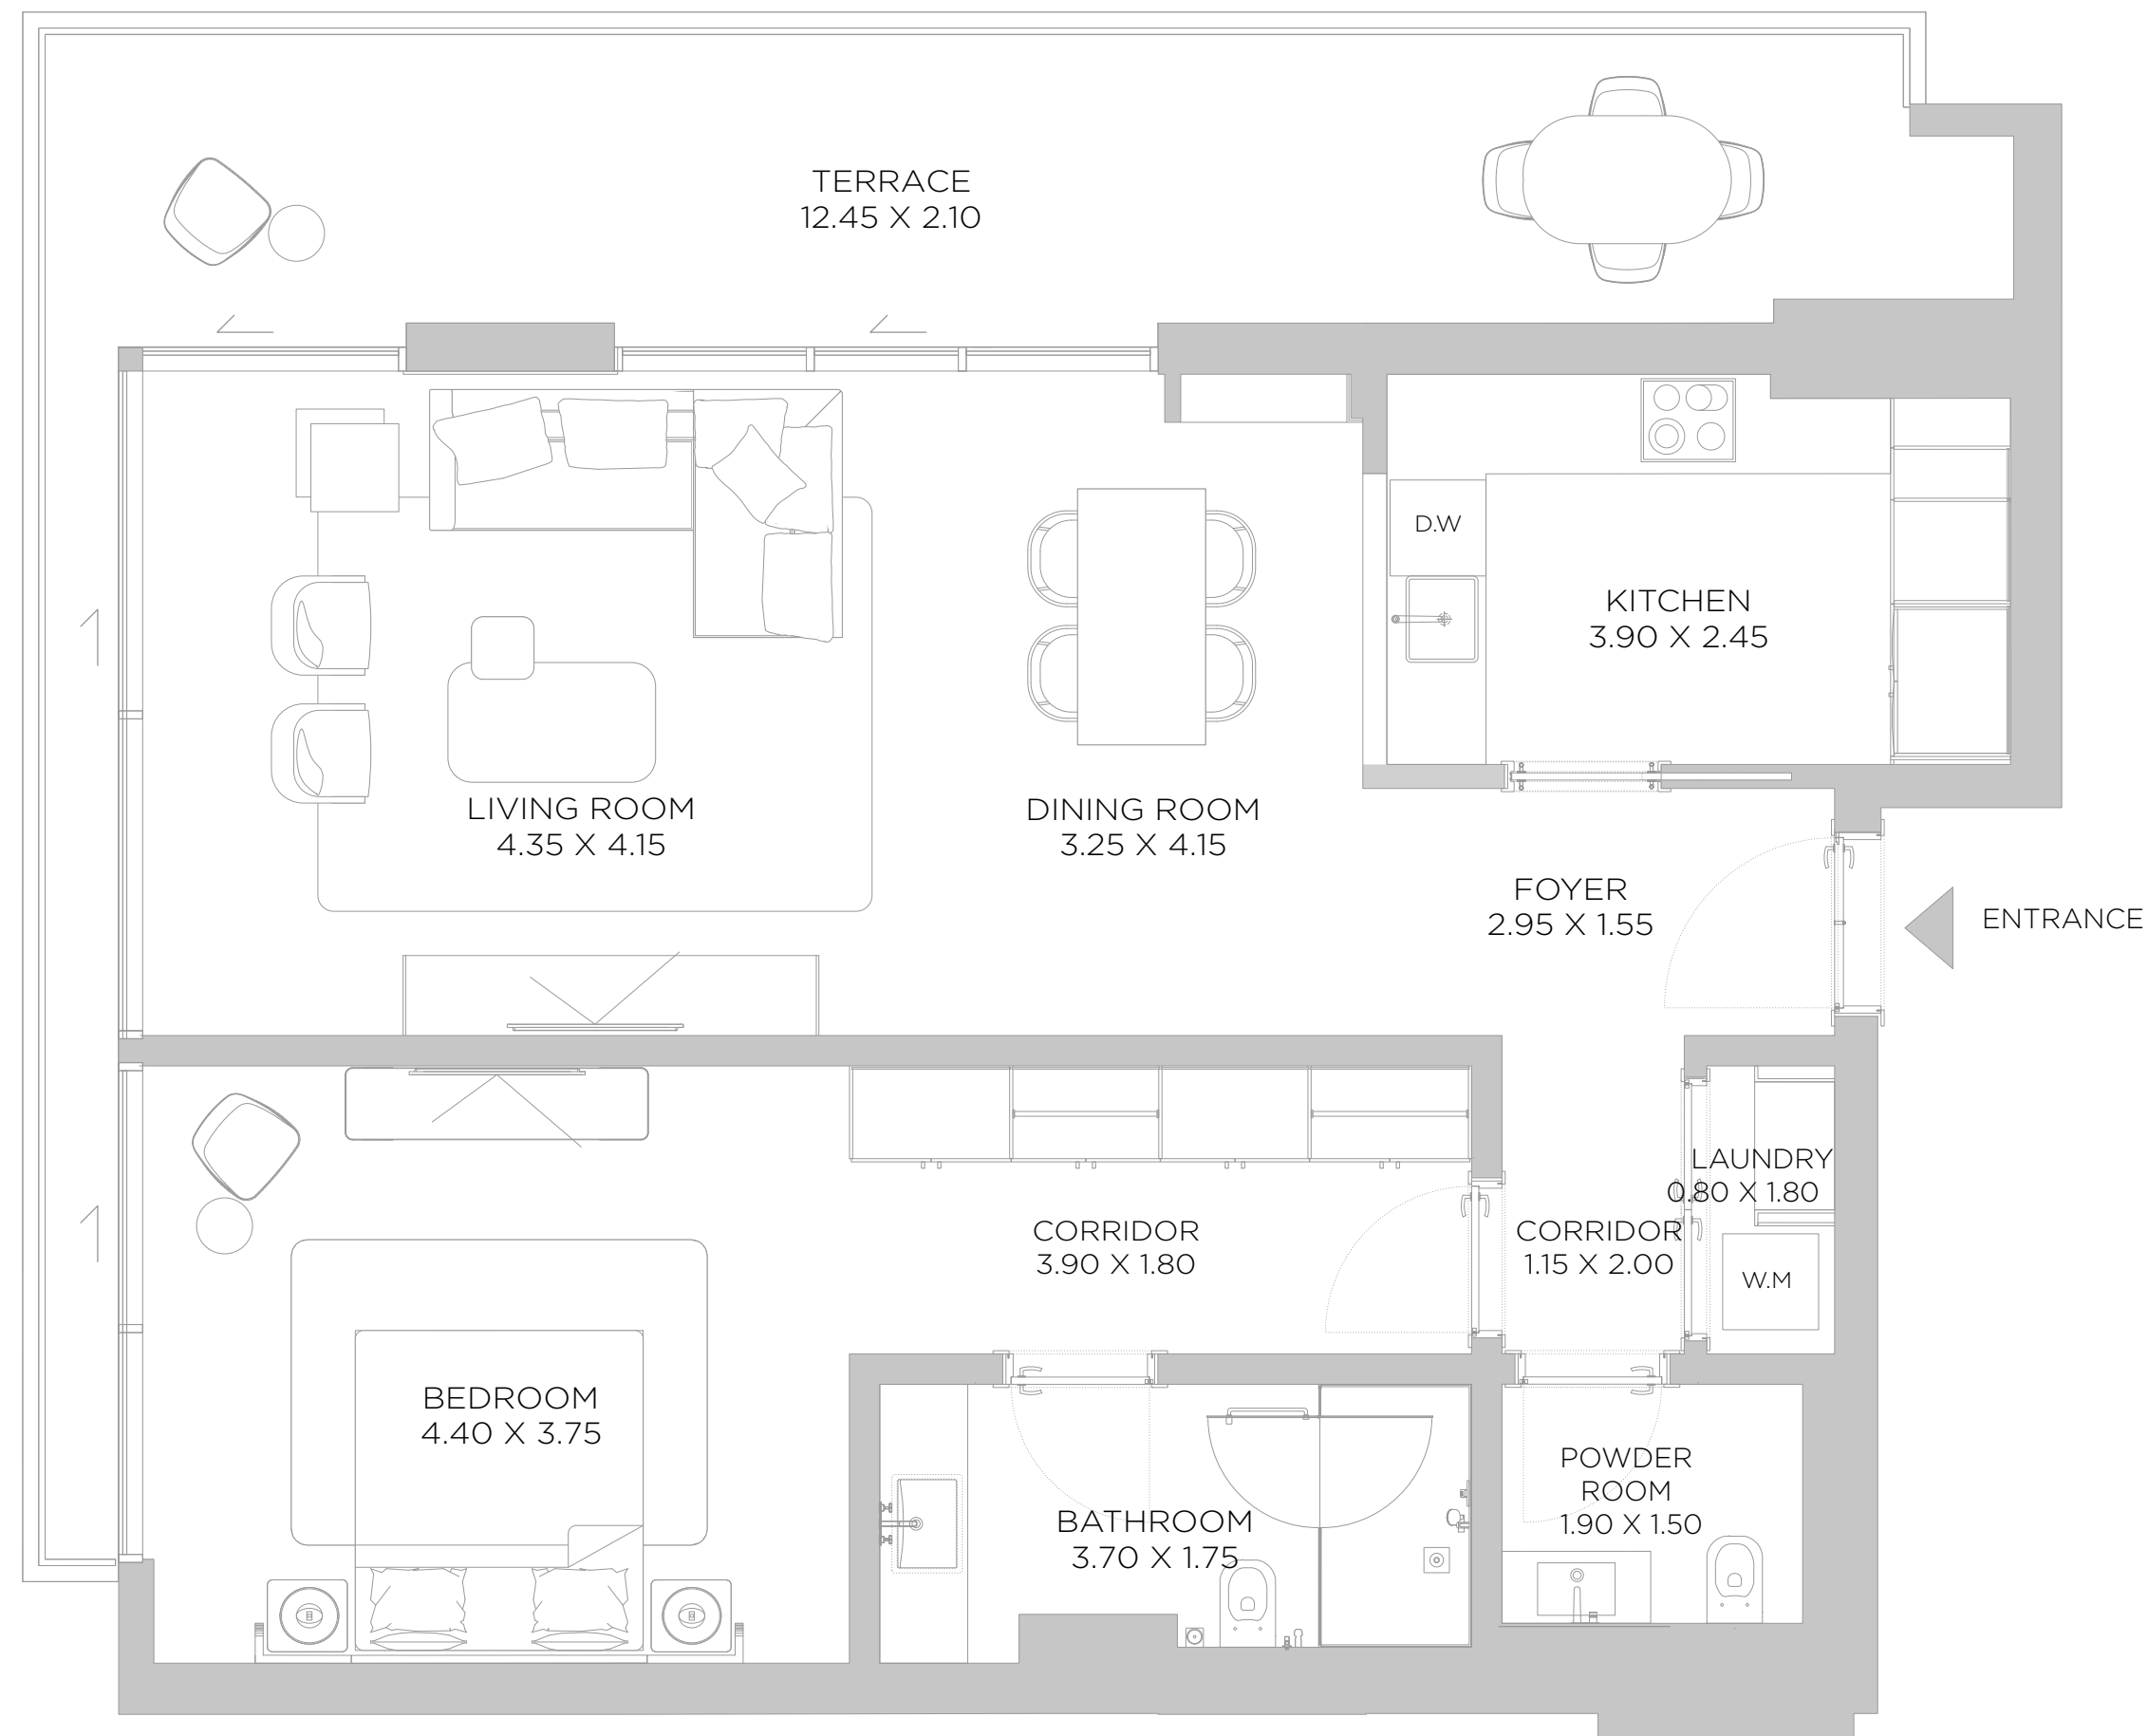 TERRACE
12.45 X 2.10
D.W
KITCHEN
3.90 X 2.45
LIVING ROOM
4.35 X 4.15
DINING ROOM
3.25 X 4.15
FOYER
2.95 X 1.55
ENTRANCE
LAUNDRY
0.80 X 1.80
CORRIDOR
3.90 X 1.80
CORRIDOR
1.15 X 2.00
W.M
BEDROOM
4.40 X 3.75
POWDER
ROOM
1.90 X 1.50
BATHROOM
3.70 X 1.75